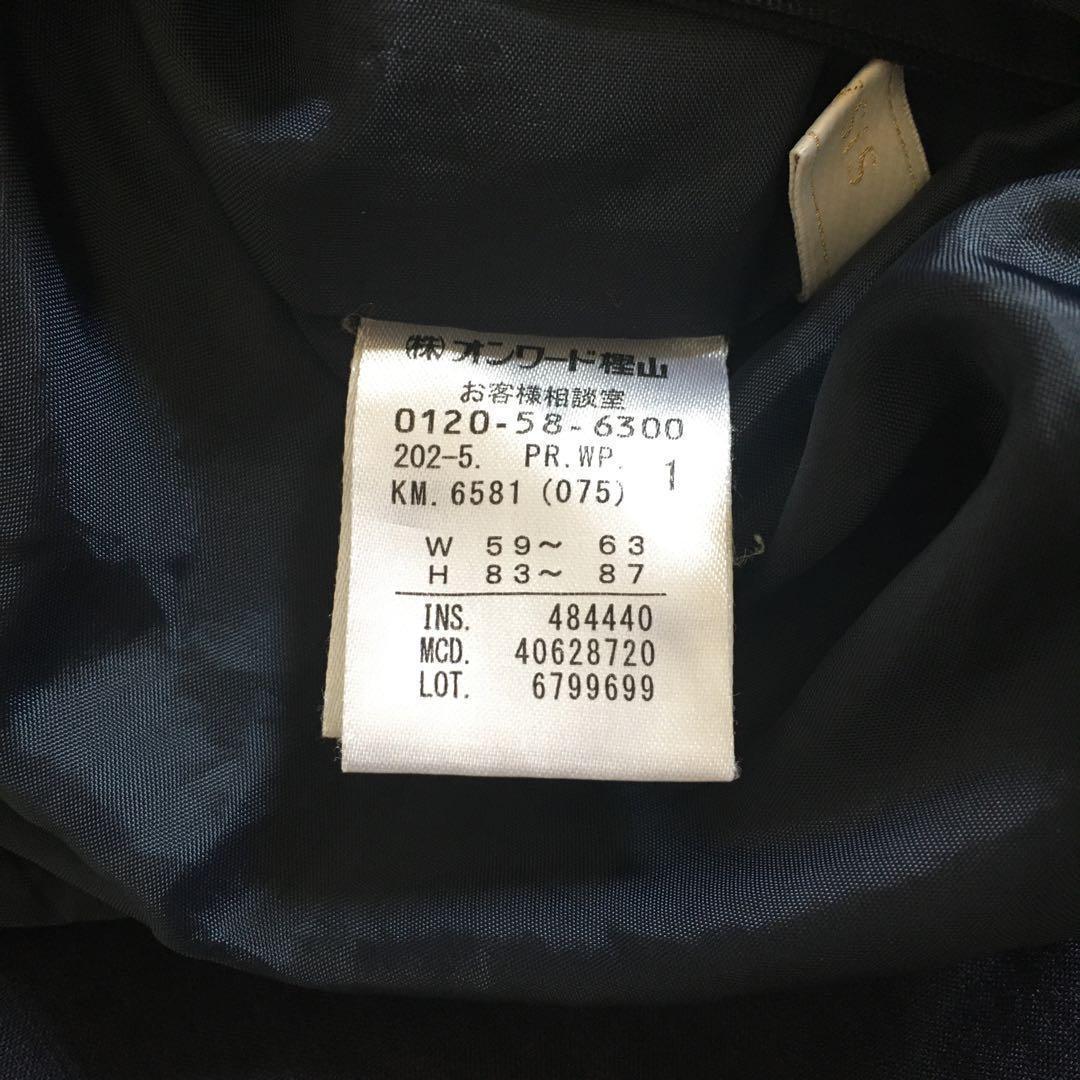 ㈱オンワード樫山
お客様相談室
0120-58-6300
202-5. PR.WP. 1
KM.6581 (075)
W 59～ 63
H 83～ 87
INS. 484440
MCD. 40628720
LOT. 6799699